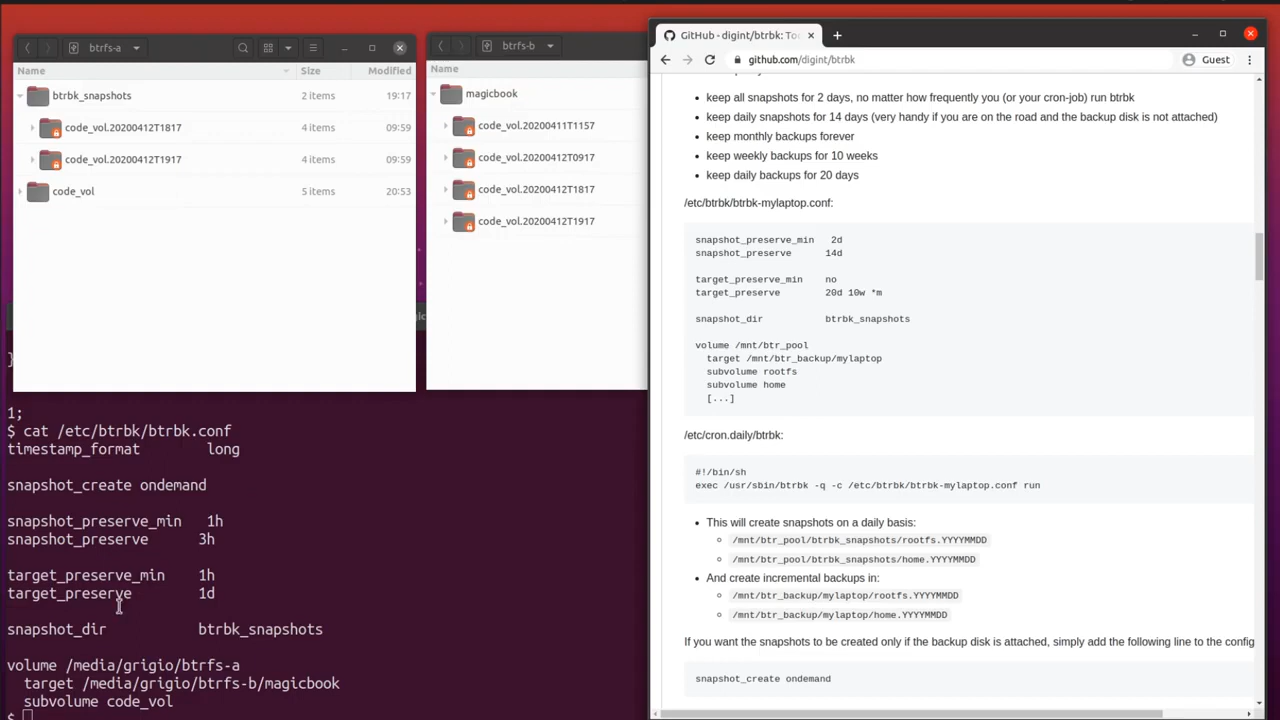 btrfs-a
Name Size Modified
btrbk_snapshots 2 items 19:17
code_vol.20200412T1817 4 items 09:59
code_vol.20200412T1917 4 items 09:59
code_vol 5 items 20:53
btrfs-b
Name
magicbook
code_vol.20200411T1157
code_vol.20200412T0917
code_vol.20200412T1817
code_vol.20200412T1917
}
1;
$ cat /etc/btrbk/btrbk.conf
timestamp_format long
snapshot_create ondemand
snapshot_preserve_min 1h
snapshot_preserve 3h
target_preserve_min 1h
target_preserve 1d
snapshot_dir btrbk_snapshots
volume /media/grigio/btrfs-a
target /media/grigio/btrfs-b/magicbook
subvolume code_vol
$
GitHub - digint/btrbk: Too
github.com/digint/btrbk
Guest
keep all snapshots for 2 days, no matter how frequently you (or your cron-job) run btrbk
keep daily snapshots for 14 days (very handy if you are on the road and the backup disk is not attached)
keep monthly backups forever
keep weekly backups for 10 weeks
keep daily backups for 20 days
/etc/btrbk/btrbk-mylaptop.conf:
snapshot_preserve_min 2d
snapshot_preserve 14d
target_preserve_min no
target_preserve 20d 10w *m
snapshot_dir btrbk_snapshots
volume /mnt/btr_pool
target /mnt/btr_backup/mylaptop
subvolume rootfs
subvolume home
[...]
/etc/cron.daily/btrbk:
#!/bin/sh
exec /usr/sbin/btrbk -q -c /etc/btrbk/btrbk-mylaptop.conf run
This will create snapshots on a daily basis:
/mnt/btr_pool/btrbk_snapshots/rootfs.YYYYMMDD
/mnt/btr_pool/btrbk_snapshots/home.YYYYMMDD
And create incremental backups in:
/mnt/btr_backup/mylaptop/rootfs.YYYYMMDD
/mnt/btr_backup/mylaptop/home.YYYYMMDD
If you want the snapshots to be created only if the backup disk is attached, simply add the following line to the config
snapshot_create ondemand